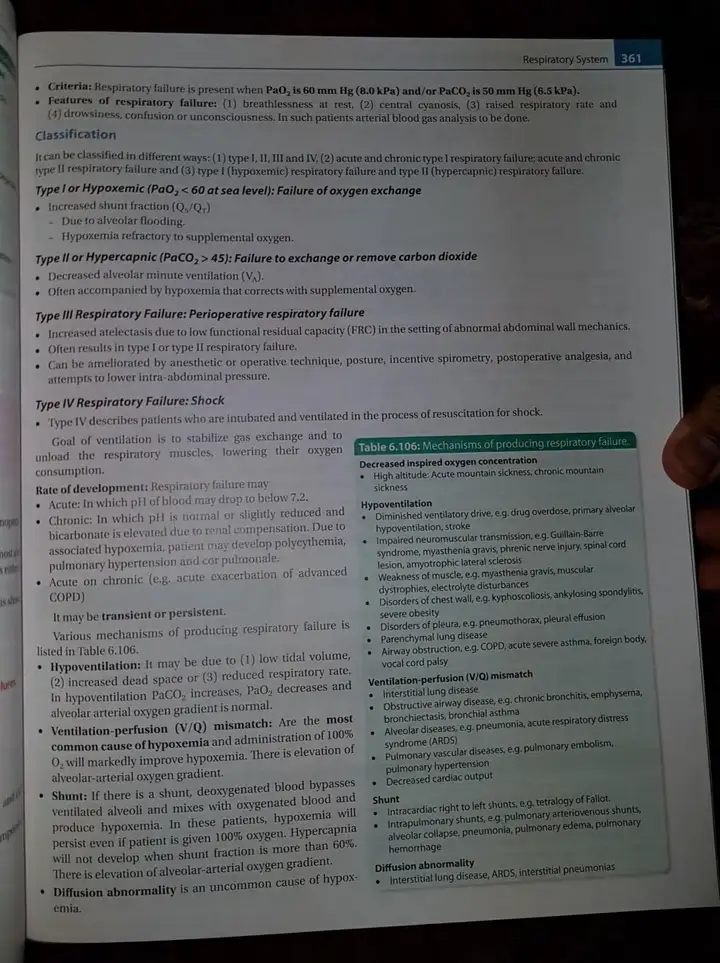 Respiratory System 361
• Criteria: Respiratory failure is present when PaO₂ is 60 mm Hg (8.0 kPa) and/or PaCO₂ is 50 mm Hg (6.5 kPa).
• Features of respiratory failure: (1) breathlessness at rest, (2) central cyanosis, (3) raised respiratory rate and
(4) drowsiness, confusion or unconsciousness. In such patients arterial blood gas analysis to be done.
Classification
It can be classified in different ways: (1) type I, II, III and IV, (2) acute and chronic type I respiratory failure; acute and chronic
type II respiratory failure and (3) type I (hypoxemic) respiratory failure and type II (hypercapnic) respiratory failure.
Type I or Hypoxemic (PaO₂ < 60 at sea level): Failure of oxygen exchange
• Increased shunt fraction (Qₛ/Qₜ)
– Due to alveolar flooding.
– Hypoxemia refractory to supplemental oxygen.
Type II or Hypercapnic (PaCO₂ > 45): Failure to exchange or remove carbon dioxide
• Decreased alveolar minute ventilation (Vₐ).
• Often accompanied by hypoxemia that corrects with supplemental oxygen.
Type III Respiratory Failure: Perioperative respiratory failure
• Increased atelectasis due to low functional residual capacity (FRC) in the setting of abnormal abdominal wall mechanics.
• Often results in type I or type II respiratory failure.
• Can be ameliorated by anesthetic or operative technique, posture, incentive spirometry, postoperative analgesia, and
attempts to lower intra-abdominal pressure.
Type IV Respiratory Failure: Shock
• Type IV describes patients who are intubated and ventilated in the process of resuscitation for shock.
Goal of ventilation is to stabilize gas exchange and to
unload the respiratory muscles, lowering their oxygen
consumption.
Rate of development: Respiratory failure may
• Acute: In which pH of blood may drop to below 7.2.
• Chronic: In which pH is normal or slightly reduced and
bicarbonate is elevated due to renal compensation. Due to
associated hypoxemia, patient may develop polycythemia,
pulmonary hypertension and cor pulmonale.
• Acute on chronic (e.g. acute exacerbation of advanced
COPD)
It may be transient or persistent.
Various mechanisms of producing respiratory failure is
listed in Table 6.106.
• Hypoventilation: It may be due to (1) low tidal volume,
(2) increased dead space or (3) reduced respiratory rate.
In hypoventilation PaCO₂ increases, PaO₂ decreases and
alveolar arterial oxygen gradient is normal.
• Ventilation-perfusion (V/Q) mismatch: Are the most
common cause of hypoxemia and administration of 100%
O₂ will markedly improve hypoxemia. There is elevation of
alveolar-arterial oxygen gradient.
• Shunt: If there is a shunt, deoxygenated blood bypasses
ventilated alveoli and mixes with oxygenated blood and
produce hypoxemia. In these patients, hypoxemia will
persist even if patient is given 100% oxygen. Hypercapnia
will not develop when shunt fraction is more than 60%.
There is elevation of alveolar-arterial oxygen gradient.
• Diffusion abnormality is an uncommon cause of hypox-
emia.
Table 6.106: Mechanisms of producing respiratory failure.
Decreased inspired oxygen concentration
• High altitude: Acute mountain sickness, chronic mountain
sickness
Hypoventilation
• Diminished ventilatory drive, e.g. drug overdose, primary alveolar
hypoventilation, stroke
• Impaired neuromuscular transmission, e.g. Guillain-Barre
syndrome, myasthenia gravis, phrenic nerve injury, spinal cord
lesion, amyotrophic lateral sclerosis
• Weakness of muscle, e.g. myasthenia gravis, muscular
dystrophies, electrolyte disturbances
• Disorders of chest wall, e.g. kyphoscoliosis, ankylosing spondylitis,
severe obesity
• Disorders of pleura, e.g. pneumothorax, pleural effusion
• Parenchymal lung disease
• Airway obstruction, e.g. COPD, acute severe asthma, foreign body,
vocal cord palsy
Ventilation-perfusion (V/Q) mismatch
• Interstitial lung disease
• Obstructive airway disease, e.g. chronic bronchitis, emphysema,
bronchiectasis, bronchial asthma
• Alveolar diseases, e.g. pneumonia, acute respiratory distress
syndrome (ARDS)
• Pulmonary vascular diseases, e.g. pulmonary embolism,
pulmonary hypertension
• Decreased cardiac output
Shunt
• Intracardiac right to left shunts, e.g. tetralogy of Fallot.
• Intrapulmonary shunts, e.g. pulmonary arteriovenous shunts,
alveolar collapse, pneumonia, pulmonary edema, pulmonary
hemorrhage
Diffusion abnormality
• Interstitial lung disease, ARDS, interstitial pneumonias